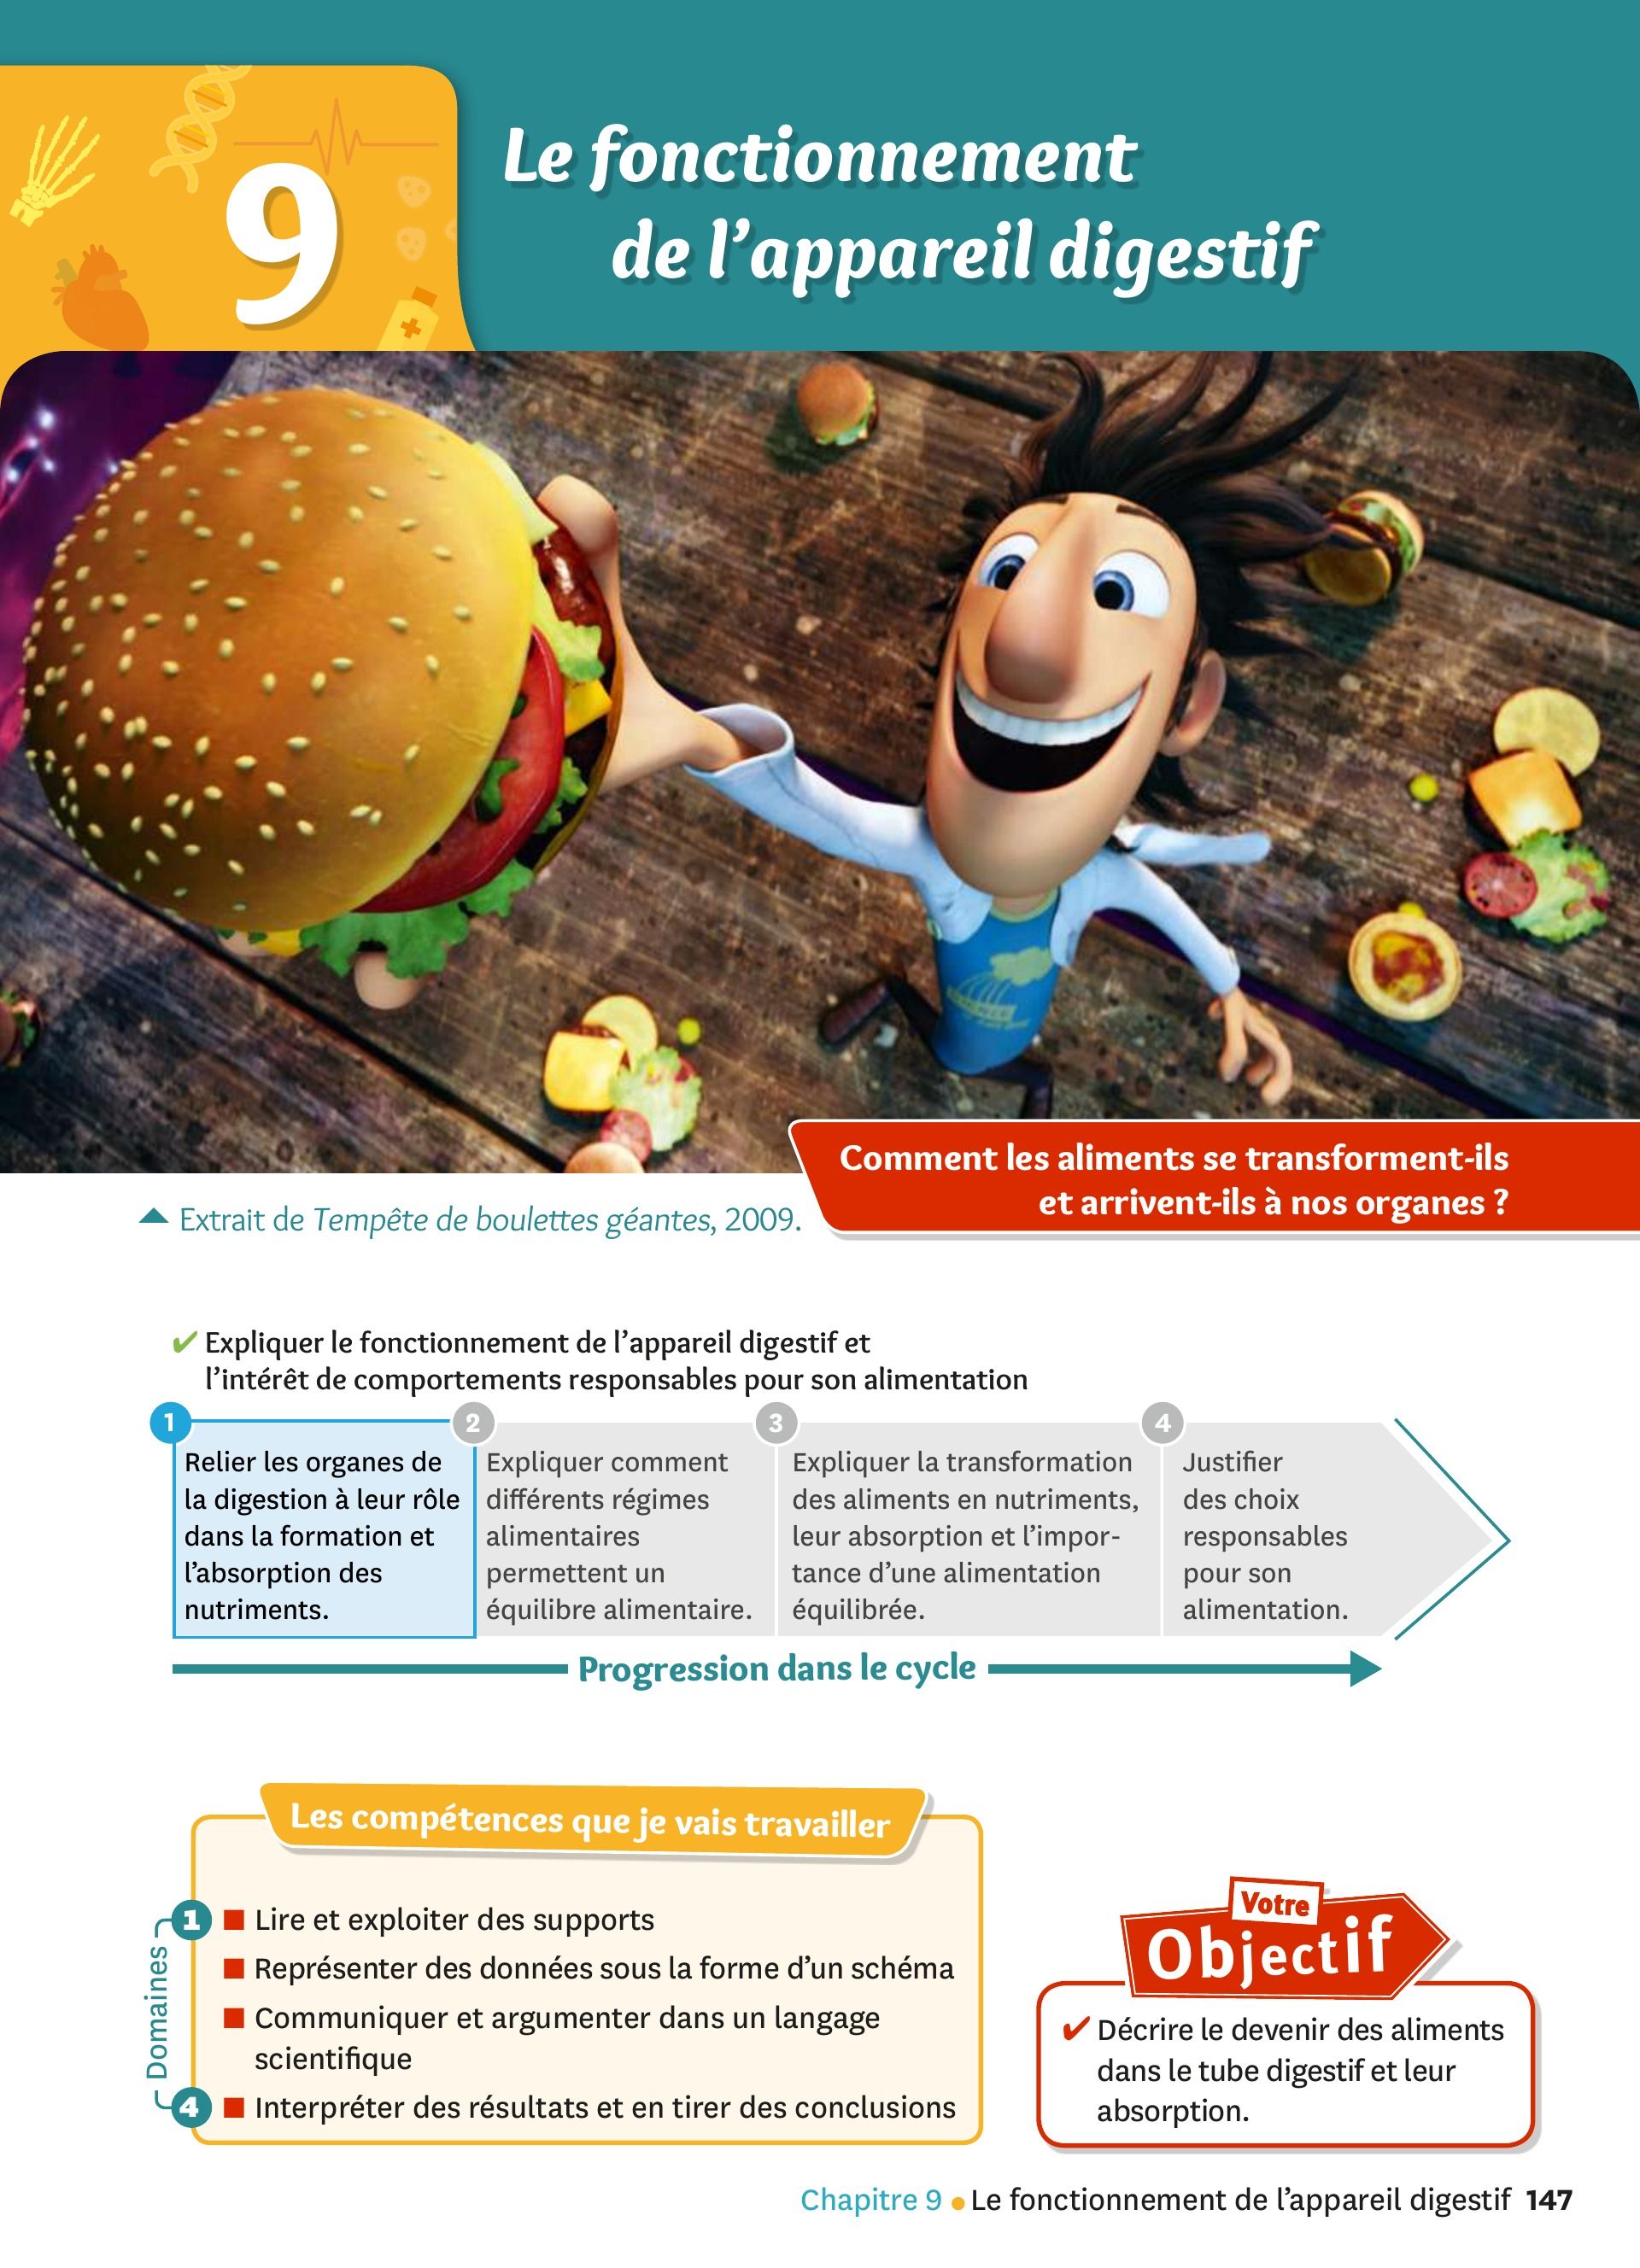 9
Le fonctionnement
de l'appareil digestif
Comment les aliments se transforment-ils
et arrivent-ils à nos organes ?
Extrait de Tempête de boulettes géantes, 2009.
✔ Expliquer le fonctionnement de l'appareil digestif et
l'intérêt de comportements responsables pour son alimentation
1
Relier les organes de
la digestion à leur rôle
dans la formation et
l'absorption des
nutriments.
2
Expliquer comment
différents régimes
alimentaires
permettent un
équilibre alimentaire.
3
Expliquer la transformation
des aliments en nutriments,
leur absorption et l'impor-
tance d'une alimentation
équilibrée.
4
Justifier
des choix
responsables
pour son
alimentation.
Progression dans le cycle
Les compétences que je vais travailler
Domaines
1 ■ Lire et exploiter des supports
■ Représenter des données sous la forme d'un schéma
■ Communiquer et argumenter dans un langage
scientifique
4 ■ Interpréter des résultats et en tirer des conclusions
Votre
Objectif
✔ Décrire le devenir des aliments
dans le tube digestif et leur
absorption.
Chapitre 9 • Le fonctionnement de l'appareil digestif 147